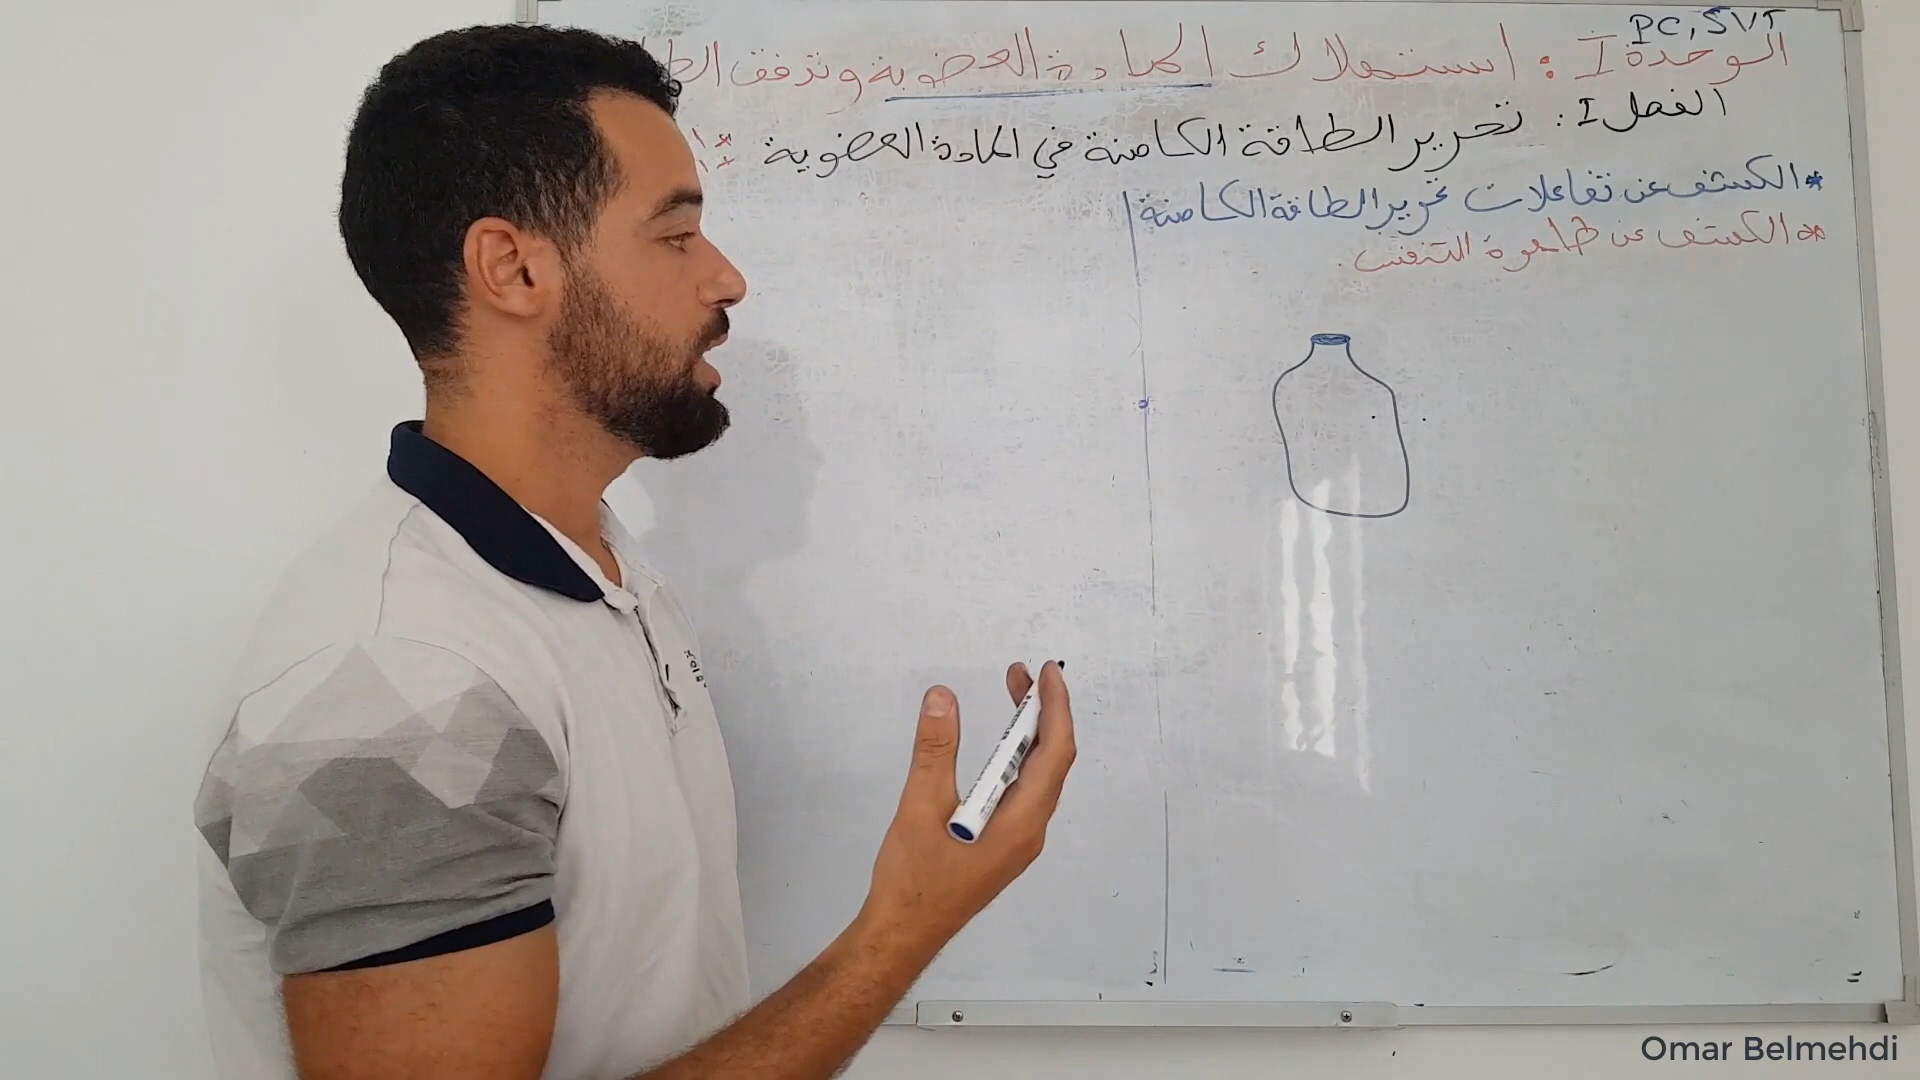 PC, SVT
الوحدة I : استهلاك المادة العضوية وتدفق الط
الفصل I : تحرير الطاقة الكامنة في المادة العضوية
* الكشف عن تفاعلات تحرير الطاقة الكامنة
** الكشف عن ظاهرة التنفس.
Omar Belmehdi